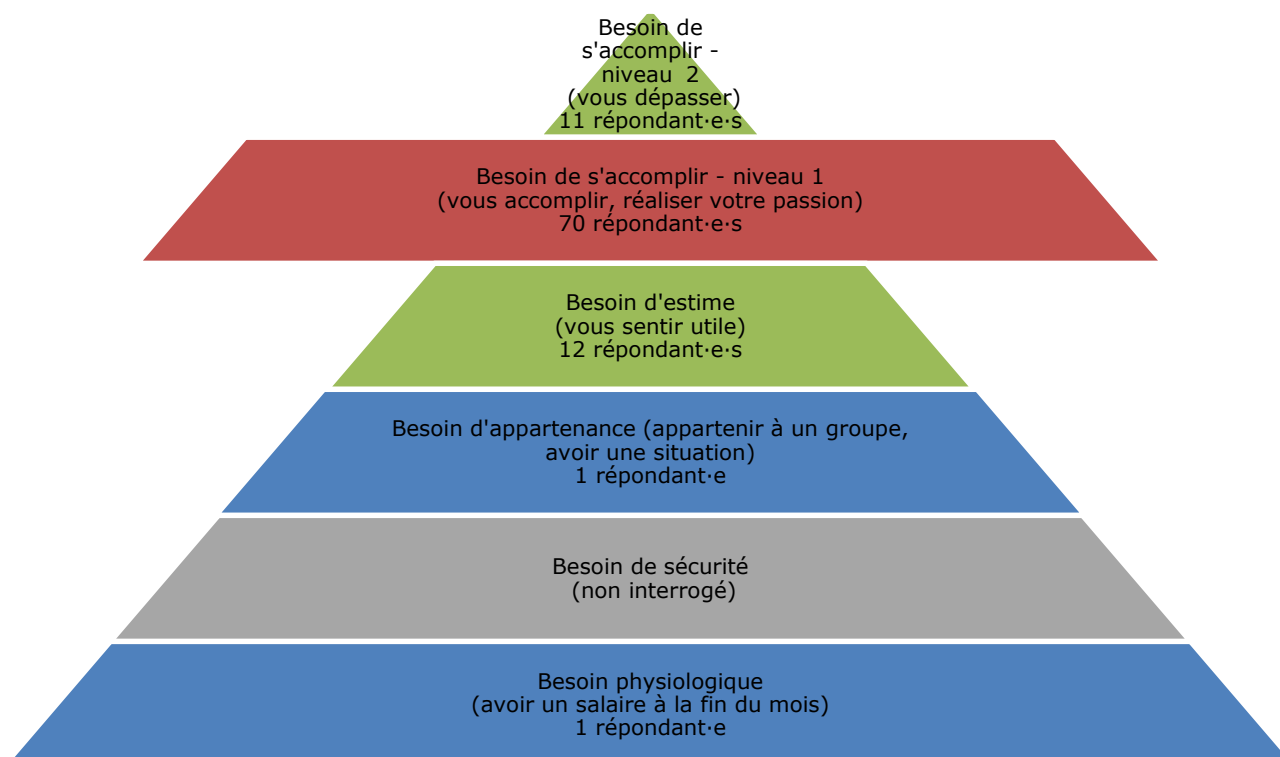 Besoin de
s'accomplir -
niveau 2
(vous dépasser)
11 répondant·e·s
Besoin de s'accomplir - niveau 1
(vous accomplir, réaliser votre passion)
70 répondant·e·s
Besoin d'estime
(vous sentir utile)
12 répondant·e·s
Besoin d'appartenance (appartenir à un groupe,
avoir une situation)
1 répondant·e
Besoin de sécurité
(non interrogé)
Besoin physiologique
(avoir un salaire à la fin du mois)
1 répondant·e